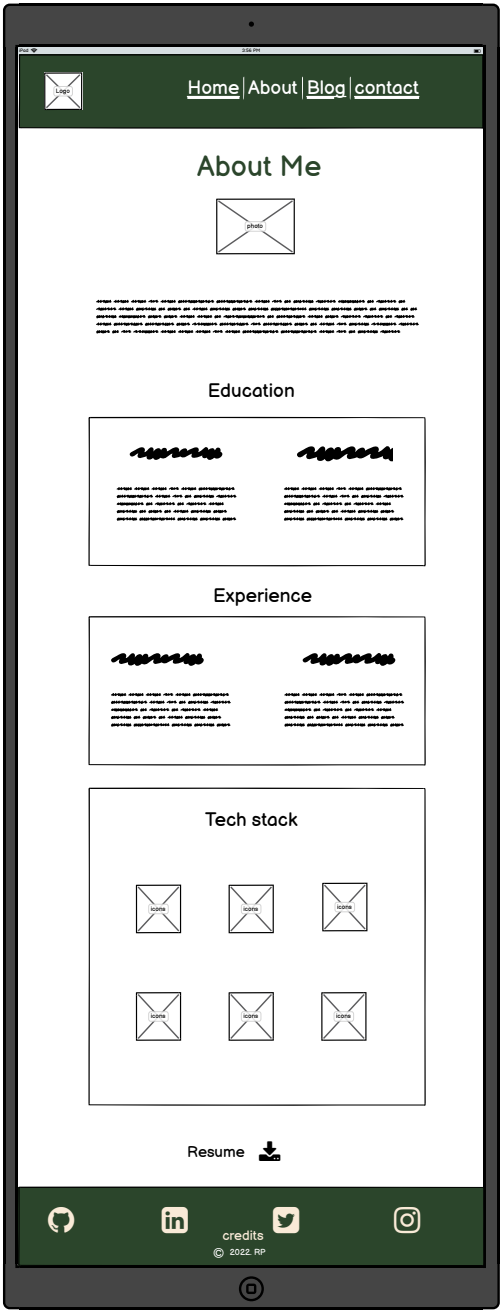 iPad 3:56 PM
Logo
Home About Blog contact
About Me
photo
Education
Experience
Tech stack
icons icons icons
icons icons icons
Resume
in
credits
© 2022. RP